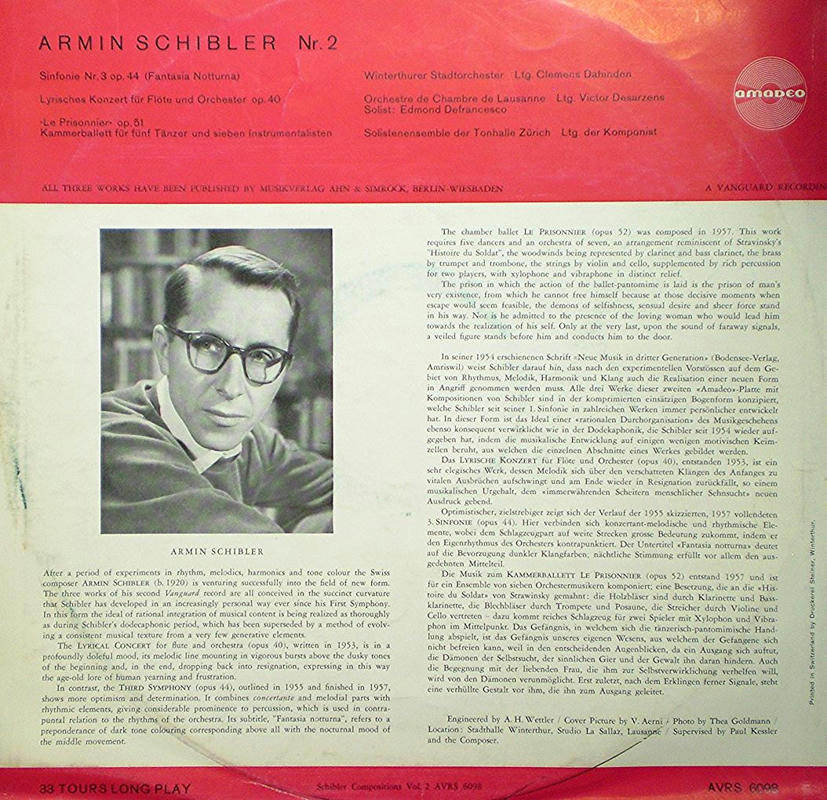 ARMIN SCHIBLER Nr. 2
Sinfonie Nr. 3 op. 44 (Fantasia Notturna)
Winterthurer Stadtorchester Ltg. Clemens Dahinden
Lyrisches Konzert für Flöte und Orchester op. 40
Orchestre de Chambre de Lausanne Ltg. Victor Desarzens
Solist: Edmond Defrancesco
«Le Prisonnier» op. 51
Kammerballett für fünf Tänzer und sieben Instrumentalisten
Solistenensemble der Tonhalle Zürich Ltg. der Komponist
amadeo
ALL THREE WORKS HAVE BEEN PUBLISHED BY MUSIKVERLAG AHN & SIMROCK, BERLIN-WIESBADEN
A VANGUARD RECORDIN
ARMIN SCHIBLER
After a period of experiments in rhythm, melodics, harmonics and tone colour the Swiss
composer ARMIN SCHIBLER (b. 1920) is venturing successfully into the field of new form.
The three works of his second Vanguard record are all conceived in the succinct curvature
that Schibler has developed in an increasingly personal way ever since his First Symphony.
In this form the ideal of rational integration of musical content is being realized as thoroughly
as during Schibler's dodecaphonic period, which has been superseded by a method of evolv-
ing a consistent musical texture from a very few generative elements.
The LYRICAL CONCERT for flute and orchestra (opus 40), written in 1953, is in a
profoundly doleful mood, its melodic line mounting in vigorous bursts above the dusky tones
of the beginning and, in the end, dropping back into resignation, expressing in this way
the age-old lore of human yearning and frustration.
In contrast, the THIRD SYMPHONY (opus 44), outlined in 1955 and finished in 1957,
shows more optimism and determination. It combines concertante and melodial parts with
rhythmic elements, giving considerable prominence to percussion, which is used in contra-
puntal relation to the rhythms of the orchestra. Its subtitle, "Fantasia notturna", refers to a
preponderance of dark tone colouring corresponding above all with the nocturnal mood of
the middle movement.
The chamber ballet LE PRISONNIER (opus 52) was composed in 1957. This work
requires five dancers and an orchestra of seven, an arrangement reminiscent of Stravinsky's
"Histoire du Soldat", the woodwinds being represented by clarinet and bass clarinet, the brass
by trumpet and trombone, the strings by violin and cello, supplemented by rich percussion
for two players, with xylophone and vibraphone in distinct relief.
The prison in which the action of the ballet-pantomime is laid is the prison of man's
very existence, from which he cannot free himself because at those decisive moments when
escape would seem feasible, the demons of selfishness, sensual desire and sheer force stand
in his way. Nor is he admitted to the presence of the loving woman who would lead him
towards the realization of his self. Only at the very last, upon the sound of faraway signals,
a veiled figure stands before him and conducts him to the door.
In seiner 1954 erschienenen Schrift «Neue Musik in dritter Generation» (Bodensee-Verlag,
Amriswil) weist Schibler darauf hin, dass nach den experimentellen Vorstössen auf dem Ge-
biet von Rhythmus, Melodik, Harmonik und Klang auch die Realisation einer neuen Form
in Angriff genommen werden muss. Alle drei Werke dieser zweiten «Amadeo»-Platte mit
Kompositionen von Schibler sind in der komprimierten einsätzigen Bogenform konzipiert,
welche Schibler seit seiner 1. Sinfonie in zahlreichen Werken immer persönlicher entwickelt
hat. In dieser Form ist das Ideal einer «rationalen Durchorganisation» des Musikgeschehens
ebenso konsequent verwirklicht wie in der Dodekaphonik, die Schibler seit 1954 wieder auf-
gegeben hat, indem die musikalische Entwicklung auf einigen wenigen motivischen Keim-
zellen beruht, aus welchen die einzelnen Abschnitte eines Werkes gebildet werden.
Das LYRISCHE KONZERT für Flöte und Orchester (opus 40), entstanden 1953, ist ein
sehr elegisches Werk, dessen Melodik sich über den verschatteten Klängen des Anfanges zu
vitalen Ausbrüchen aufschwingt und am Ende wieder in Resignation zurückfällt, so einem
musikalischen Urgehalt, dem «immerwährenden Scheitern menschlicher Sehnsucht» neuen
Ausdruck gebend.
Optimistischer, zielstrebiger zeigt sich der Verlauf der 1955 skizzierten, 1957 vollendeten
3. SINFONIE (opus 44). Hier verbinden sich konzertant-melodische und rhythmische Ele-
mente, wobei dem Schlagzeugpart auf weite Strecken grosse Bedeutung zukommt, indem er
den Eigenrhythmus des Orchesters kontrapunktiert. Der Untertitel «Fantasia notturna» deutet
auf die Bevorzugung dunkler Klangfarben; nächtliche Stimmung erfüllt vor allem den aus-
gedehnten Mittelteil.
Die Musik zum KAMMERBALLETT LE PRISONNIER (opus 52) entstand 1957 und ist
für ein Ensemble von sieben Orchestermusikern komponiert; eine Besetzung, die an die «His-
toire du Soldat» von Strawinsky gemahnt: die Holzbläser sind durch Klarinette und Bass-
klarinette, die Blechbläser durch Trompete und Posaune, die Streicher durch Violine und
Cello vertreten – dazu kommt reiches Schlagzeug für zwei Spieler mit Xylophon und Vibra-
phon im Mittelpunkt. Das Gefängnis, in welchem sich die tänzerisch-pantomimische Hand-
lung abspielt, ist das Gefängnis unseres eigenen Wesens, aus welchem der Gefangene sich
nicht befreien kann, weil in den entscheidenden Augenblicken, da ein Ausgang sich auftut,
die Dämonen der Selbstsucht, der sinnlichen Gier und der Gewalt ihn daran hindern. Auch
die Begegnung mit der liebenden Frau, die ihm zur Selbstverwirklichung verhelfen will,
wird von den Dämonen verunmöglicht. Erst zuletzt, nach dem Erklingen ferner Signale, steht
eine verhüllte Gestalt vor ihm, die ihn zum Ausgang geleitet.
Engineered by A. H. Wettler / Cover Picture by V. Aerni / Photo by Thea Goldmann /
Location: Stadthalle Winterthur, Studio La Sallaz, Lausanne / Supervised by Paul Kessler
and the Composer.
Printed in Switzerland by Druckerei Steiner, Winterthur.
33 TOURS LONG PLAY
Schibler Compositions Vol. 2 AVRS 6098
AVRS 6098